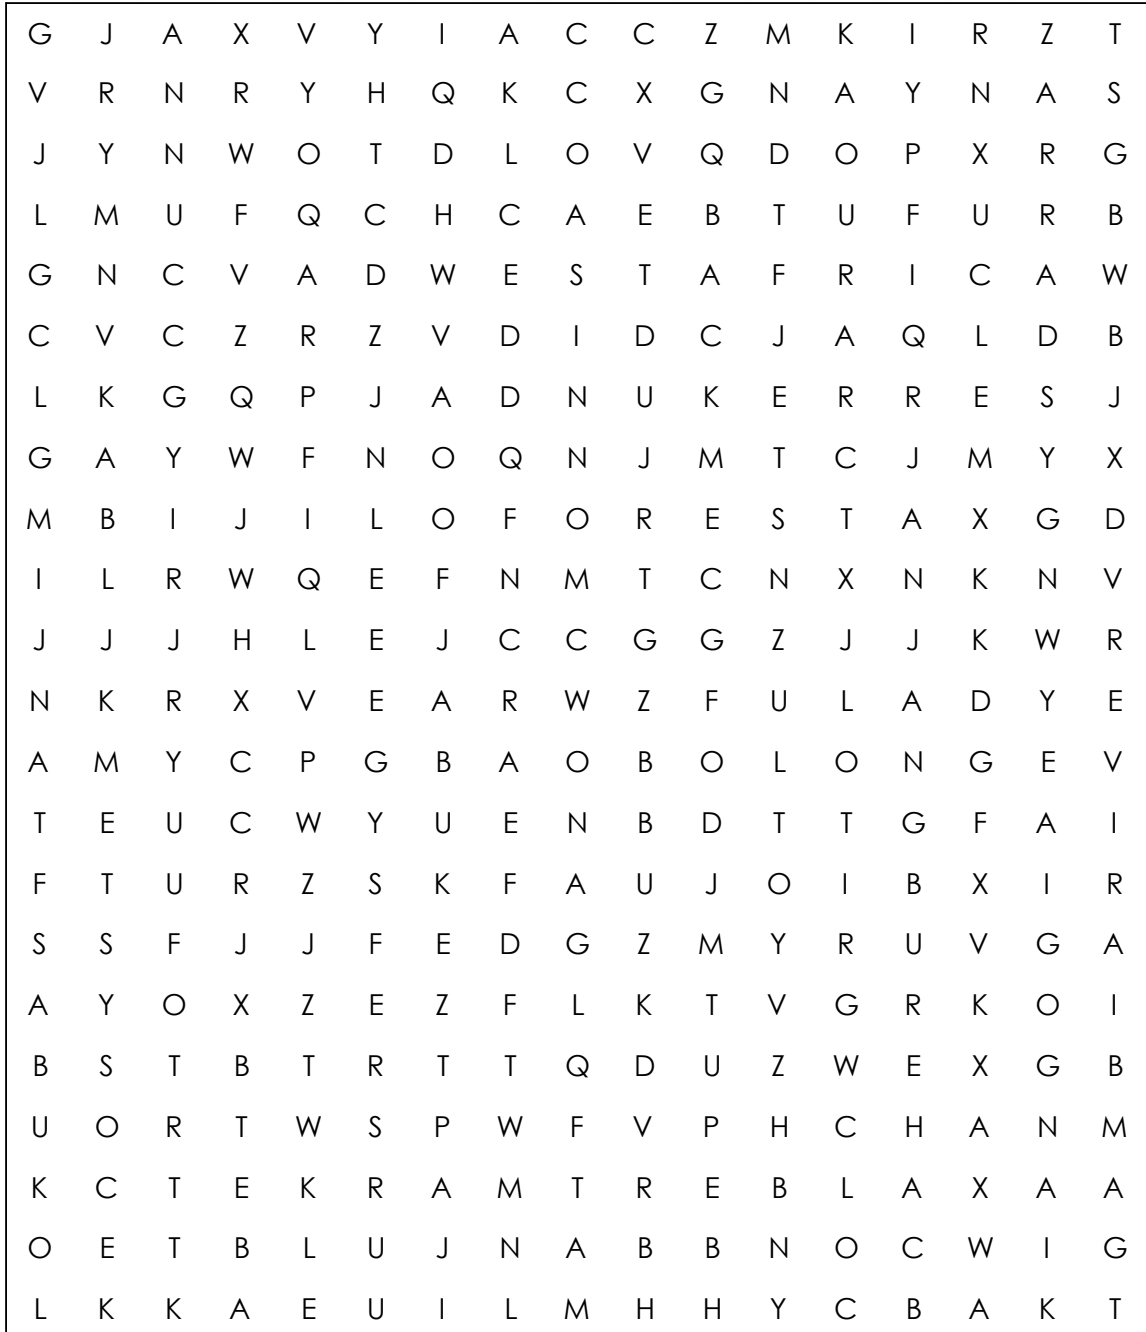 G J A X V Y I A C C Z M K I R Z T
V R N R Y H Q K C X G N A Y N A S
J Y N W O T D L O V Q D O P X R G
L M U F Q C H C A E B T U F U R B
G N C V A D W E S T A F R I C A W
C V C Z R Z V D I D C J A Q L D B
L K G Q P J A D N U K E R R E S J
G A Y W F N O Q N J M T C J M Y X
M B I J I L O F O R E S T A X G D
I L R W Q E F N M T C N X N K N V
J J J H L E J C C G G Z J J K W R
N K R X V E A R W Z F U L A D Y E
A M Y C P G B A O B O L O N G E V
T E U C W Y U E N B D T T G F A I
F T U R Z S K F A U J O I B X I R
S S F J J F E D G Z M Y R U V G A
A Y O X Z E Z F L K T V G R K O I
B S T B T R T T Q D U Z W E X G B
U O R T W S P W F V P H C H A N M
K C T E K R A M T R E B L A X A A
O E T B L U J N A B B N O C W I G
L K K A E U I L M H H Y C B A K T